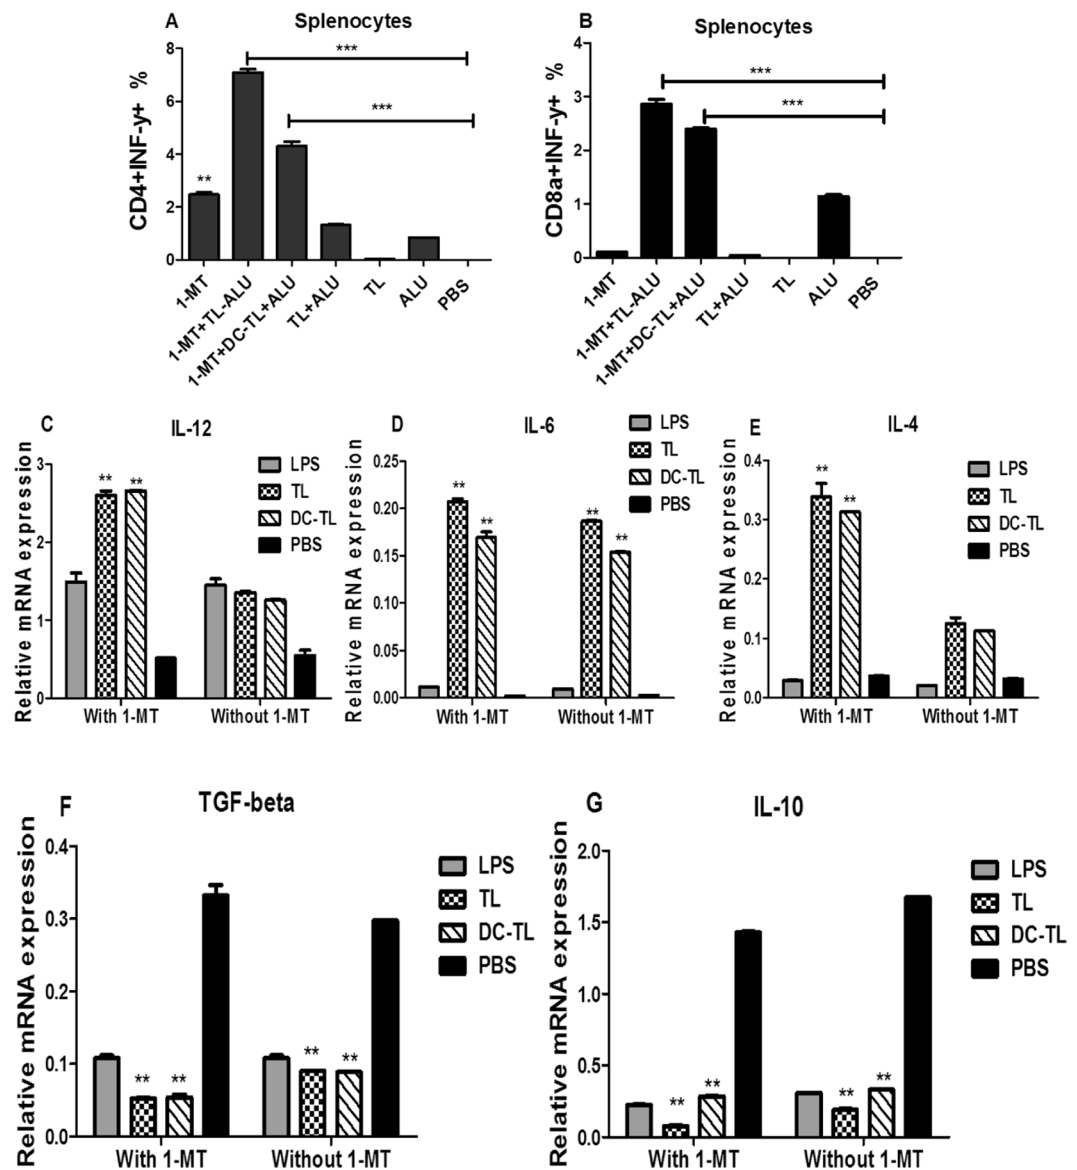 A
Splenocytes
CD4+INF-y+ %
8
6
4
2
0
***
***
**
1-MT
1-MT+TL-ALU
1-MT+DC-TL+ALU
TL+ALU
TL
ALU
PBS
B
Splenocytes
CD8a+INF-y+ %
4
3
2
1
0
***
***
1-MT
1-MT+TL-ALU
1-MT+DC-TL+ALU
TL+ALU
TL
ALU
PBS
C
IL-12
Relative mRNA expression
3
2
1
0
** **
LPS
TL
DC-TL
PBS
With 1-MT Without 1-MT
D
IL-6
Relative mRNA expression
0.25
0.20
0.15
0.10
0.05
0.00
** ** ** **
LPS
TL
DC-TL
PBS
With 1-MT Without 1-MT
E
IL-4
Relative mRNA expression
0.4
0.3
0.2
0.1
0.0
** **
LPS
TL
DC-TL
PBS
With 1-MT Without 1-MT
F
TGF-beta
Relative mRNA expression
0.4
0.3
0.2
0.1
0.0
** ** ** **
LPS
TL
DC-TL
PBS
With 1-MT Without 1-MT
G
IL-10
Relative mRNA expression
2.0
1.5
1.0
0.5
0.0
** ** ** **
LPS
TL
DC-TL
PBS
With 1-MT Without 1-MT